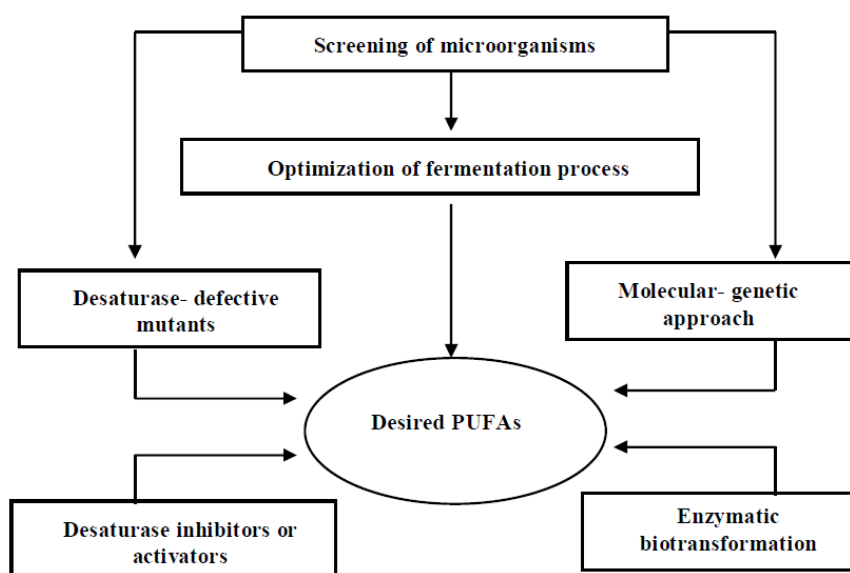 Screening of microorganisms
Optimization of fermentation process
Desaturase- defective
mutants
Molecular- genetic
approach
Desired PUFAs
Desaturase inhibitors or
activators
Enzymatic
biotransformation